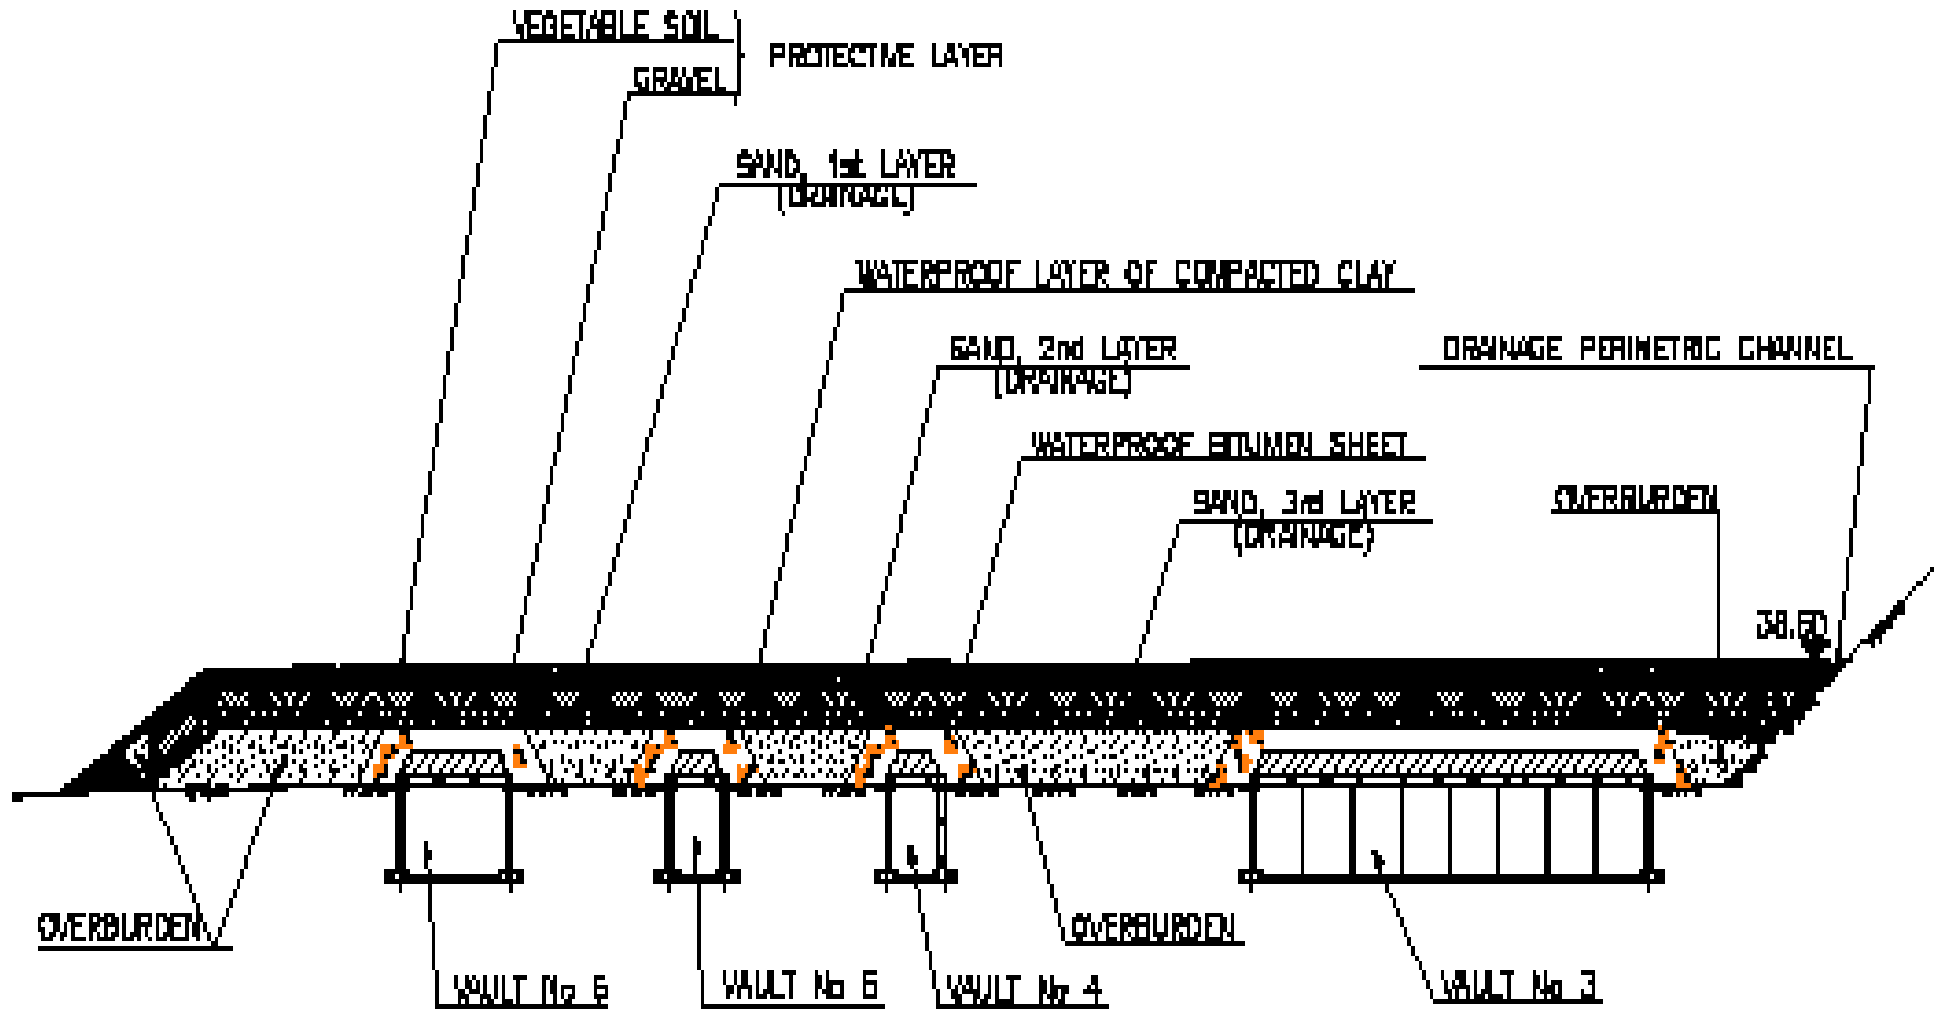 VEGETABLE SOIL
PROTECTIVE LAYER
GRAVEL
SAND, 1st LAYER
(DRAINAGE)
WATERPROOF LAYER OF COMPACTED CLAY
SAND, 2nd LAYER
(DRAINAGE)
DRAINAGE PERIMETRIC CHANNEL
WATERPROOF BITUMEN SHEET
SAND, 3rd LAYER
(DRAINAGE)
OVERBURDEN
38.60
OVERBURDEN
OVERBURDEN
VAULT No 6
VAULT No
VAULT No 4
VAULT No 3